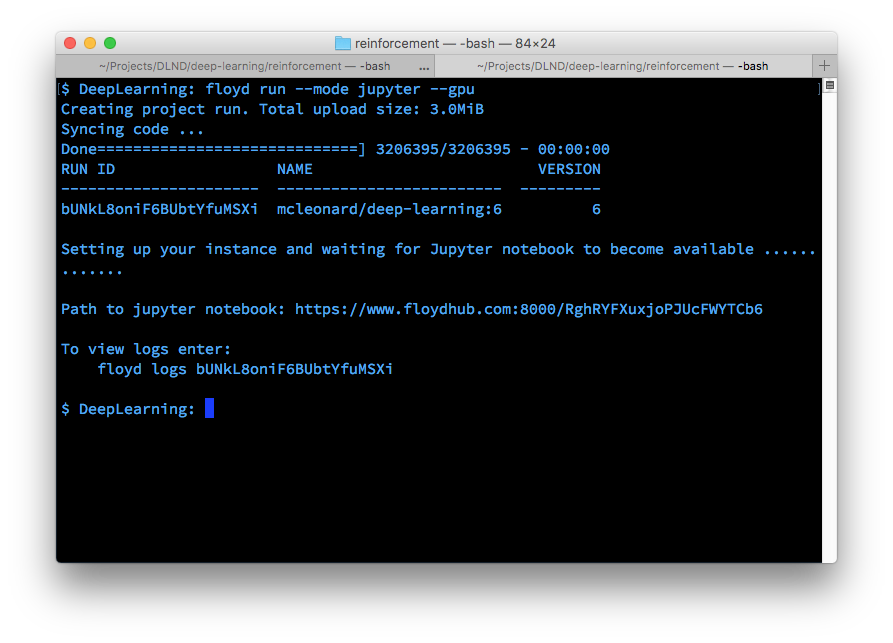 reinforcement — -bash — 84×24
~/Projects/DLND/deep-learning/reinforcement — -bash ... ~/Projects/DLND/deep-learning/reinforcement — -bash +
[$ DeepLearning: floyd run --mode jupyter --gpu ]
Creating project run. Total upload size: 3.0MiB
Syncing code ...
Done=============================] 3206395/3206395 - 00:00:00
RUN ID                  NAME                         VERSION
----------------------  -------------------------  ---------
bUNkL8oniF6BUbtYfuMSXi  mcleonard/deep-learning:6          6
Setting up your instance and waiting for Jupyter notebook to become available ......
.......
Path to jupyter notebook: https://www.floydhub.com:8000/RghRYFXuxjoPJUcFWYTCb6
To view logs enter:
    floyd logs bUNkL8oniF6BUbtYfuMSXi
$ DeepLearning: